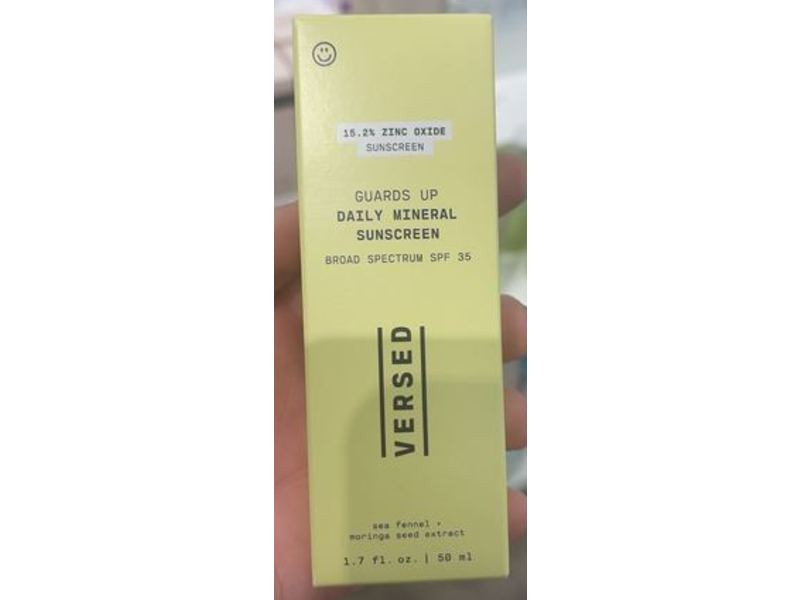 15.2% ZINC OXIDE
SUNSCREEN
GUARDS UP
DAILY MINERAL
SUNSCREEN
BROAD SPECTRUM SPF 35
VERSED
sea fennel +
moringa seed extract
1.7 fl. oz. | 50 ml